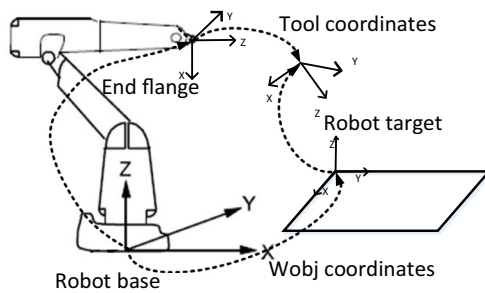 Y
Z
X
Tool coordinates
End flange
Y
X
Z
Robot target
Z
Y
X
Z
Y
X
Wobj coordinates
Robot base